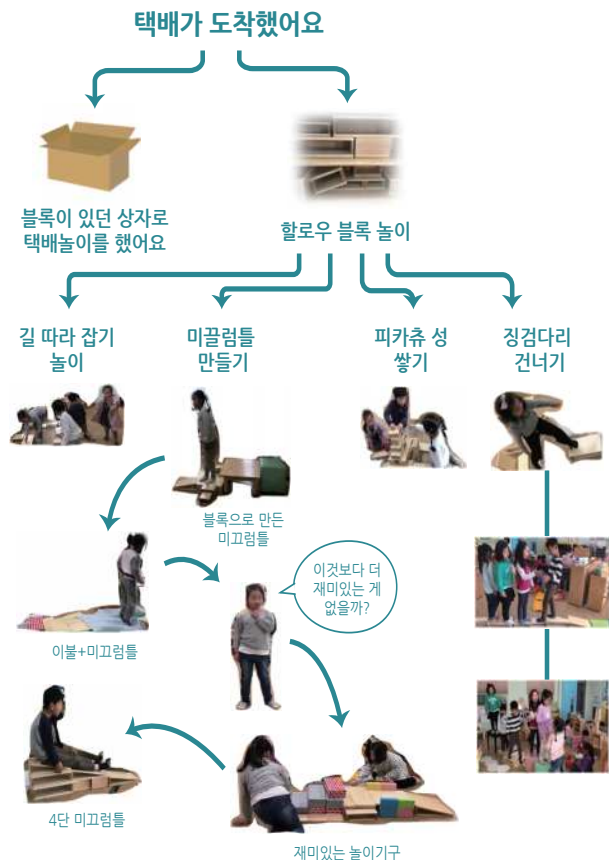 택배가 도착했어요
블록이 있던 상자로
택배놀이를 했어요
할로우 블록 놀이
길 따라 잡기
놀이
미끌럼틀
만들기
피카츄 성
쌓기
징검다리
건너기
블록으로 만든
미끄럼틀
이것보다 더
재미있는 게
없을까?
이불+미끄럼틀
4단 미끄럼틀
재미있는 놀이기구